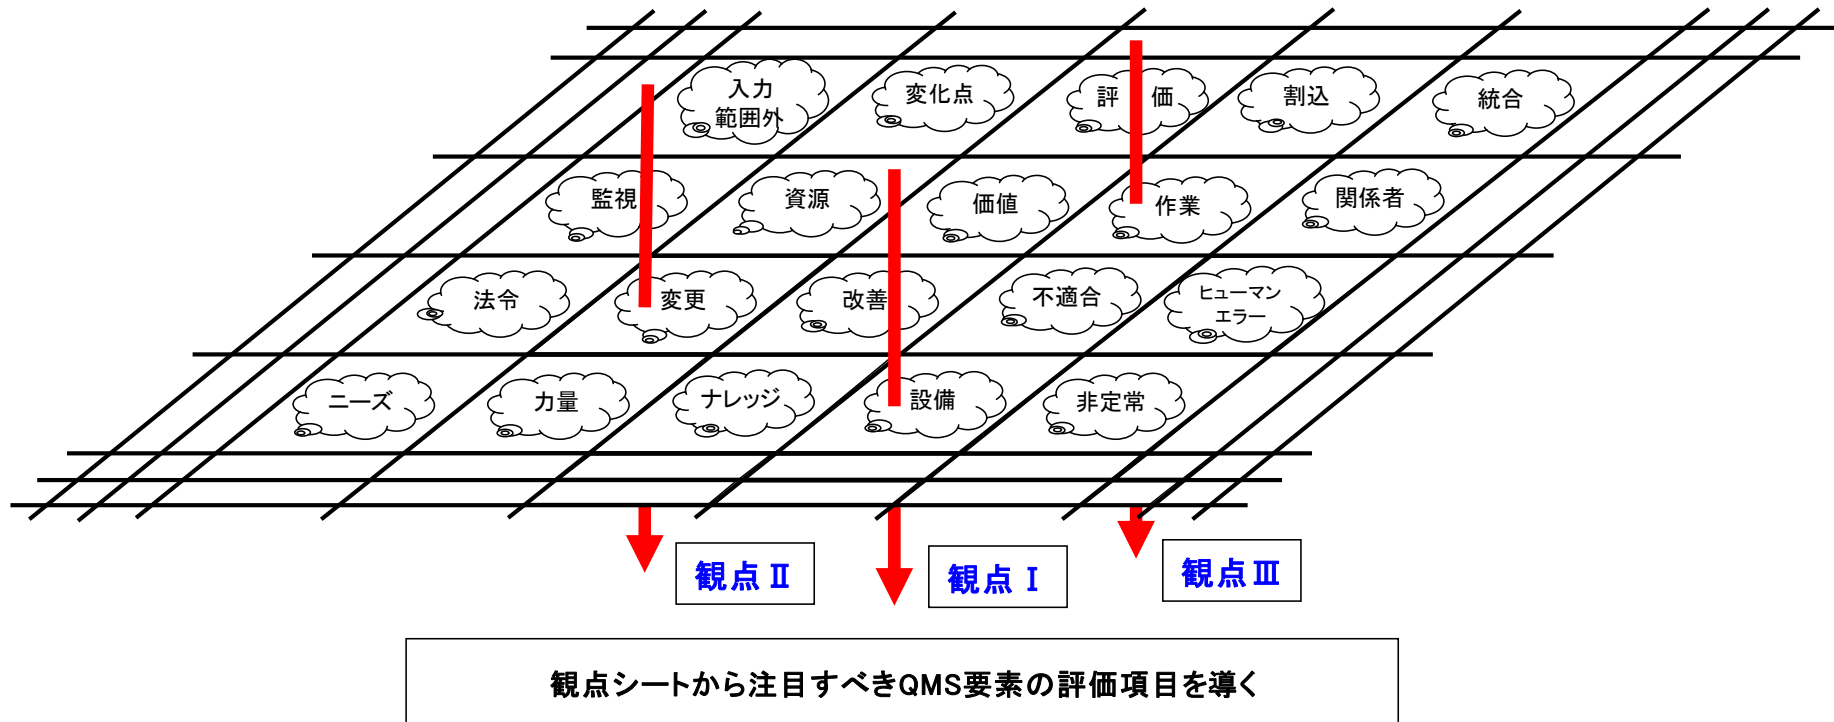 入力
範囲外
変化点
評 価
割込
統合
監視
資源
価値
作業
関係者
法令
変更
改善
不適合
ヒューマン
エラー
ニーズ
力量
ナレッジ
設備
非定常
観点Ⅱ
観点Ⅰ
観点Ⅲ
観点シートから注目すべきQMS要素の評価項目を導く